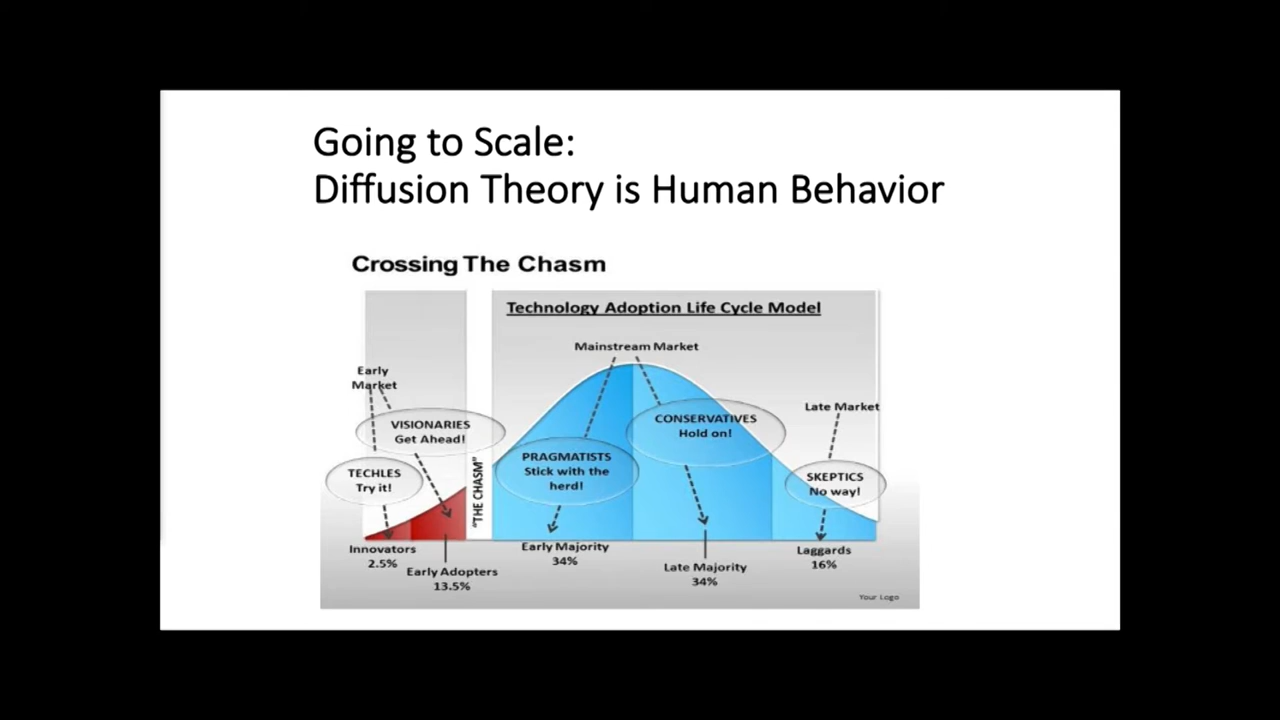 Going to Scale:
Diffusion Theory is Human Behavior
Crossing The Chasm
Technology Adoption Life Cycle Model
Mainstream Market
Early
Market
Late Market
VISIONARIES
Get Ahead!
CONSERVATIVES
Hold on!
TECHLES
Try it!
PRAGMATISTS
Stick with the
herd!
SKEPTICS
No way!
"THE CHASM"
Innovators
2.5%
Early Adopters
13.5%
Early Majority
34%
Late Majority
34%
Laggards
16%
Your Logo